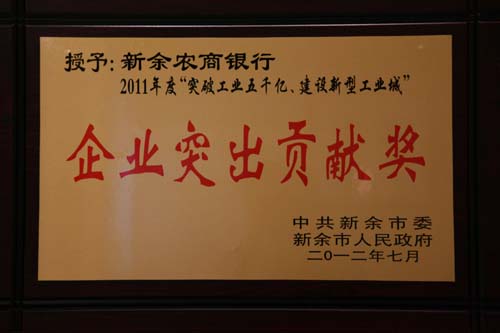 授予：新余农商银行
2011年度“突破工业五千亿、建设新型工业城”
企业突出贡献奖
中共新余市委
新余市人民政府
二0一二年七月